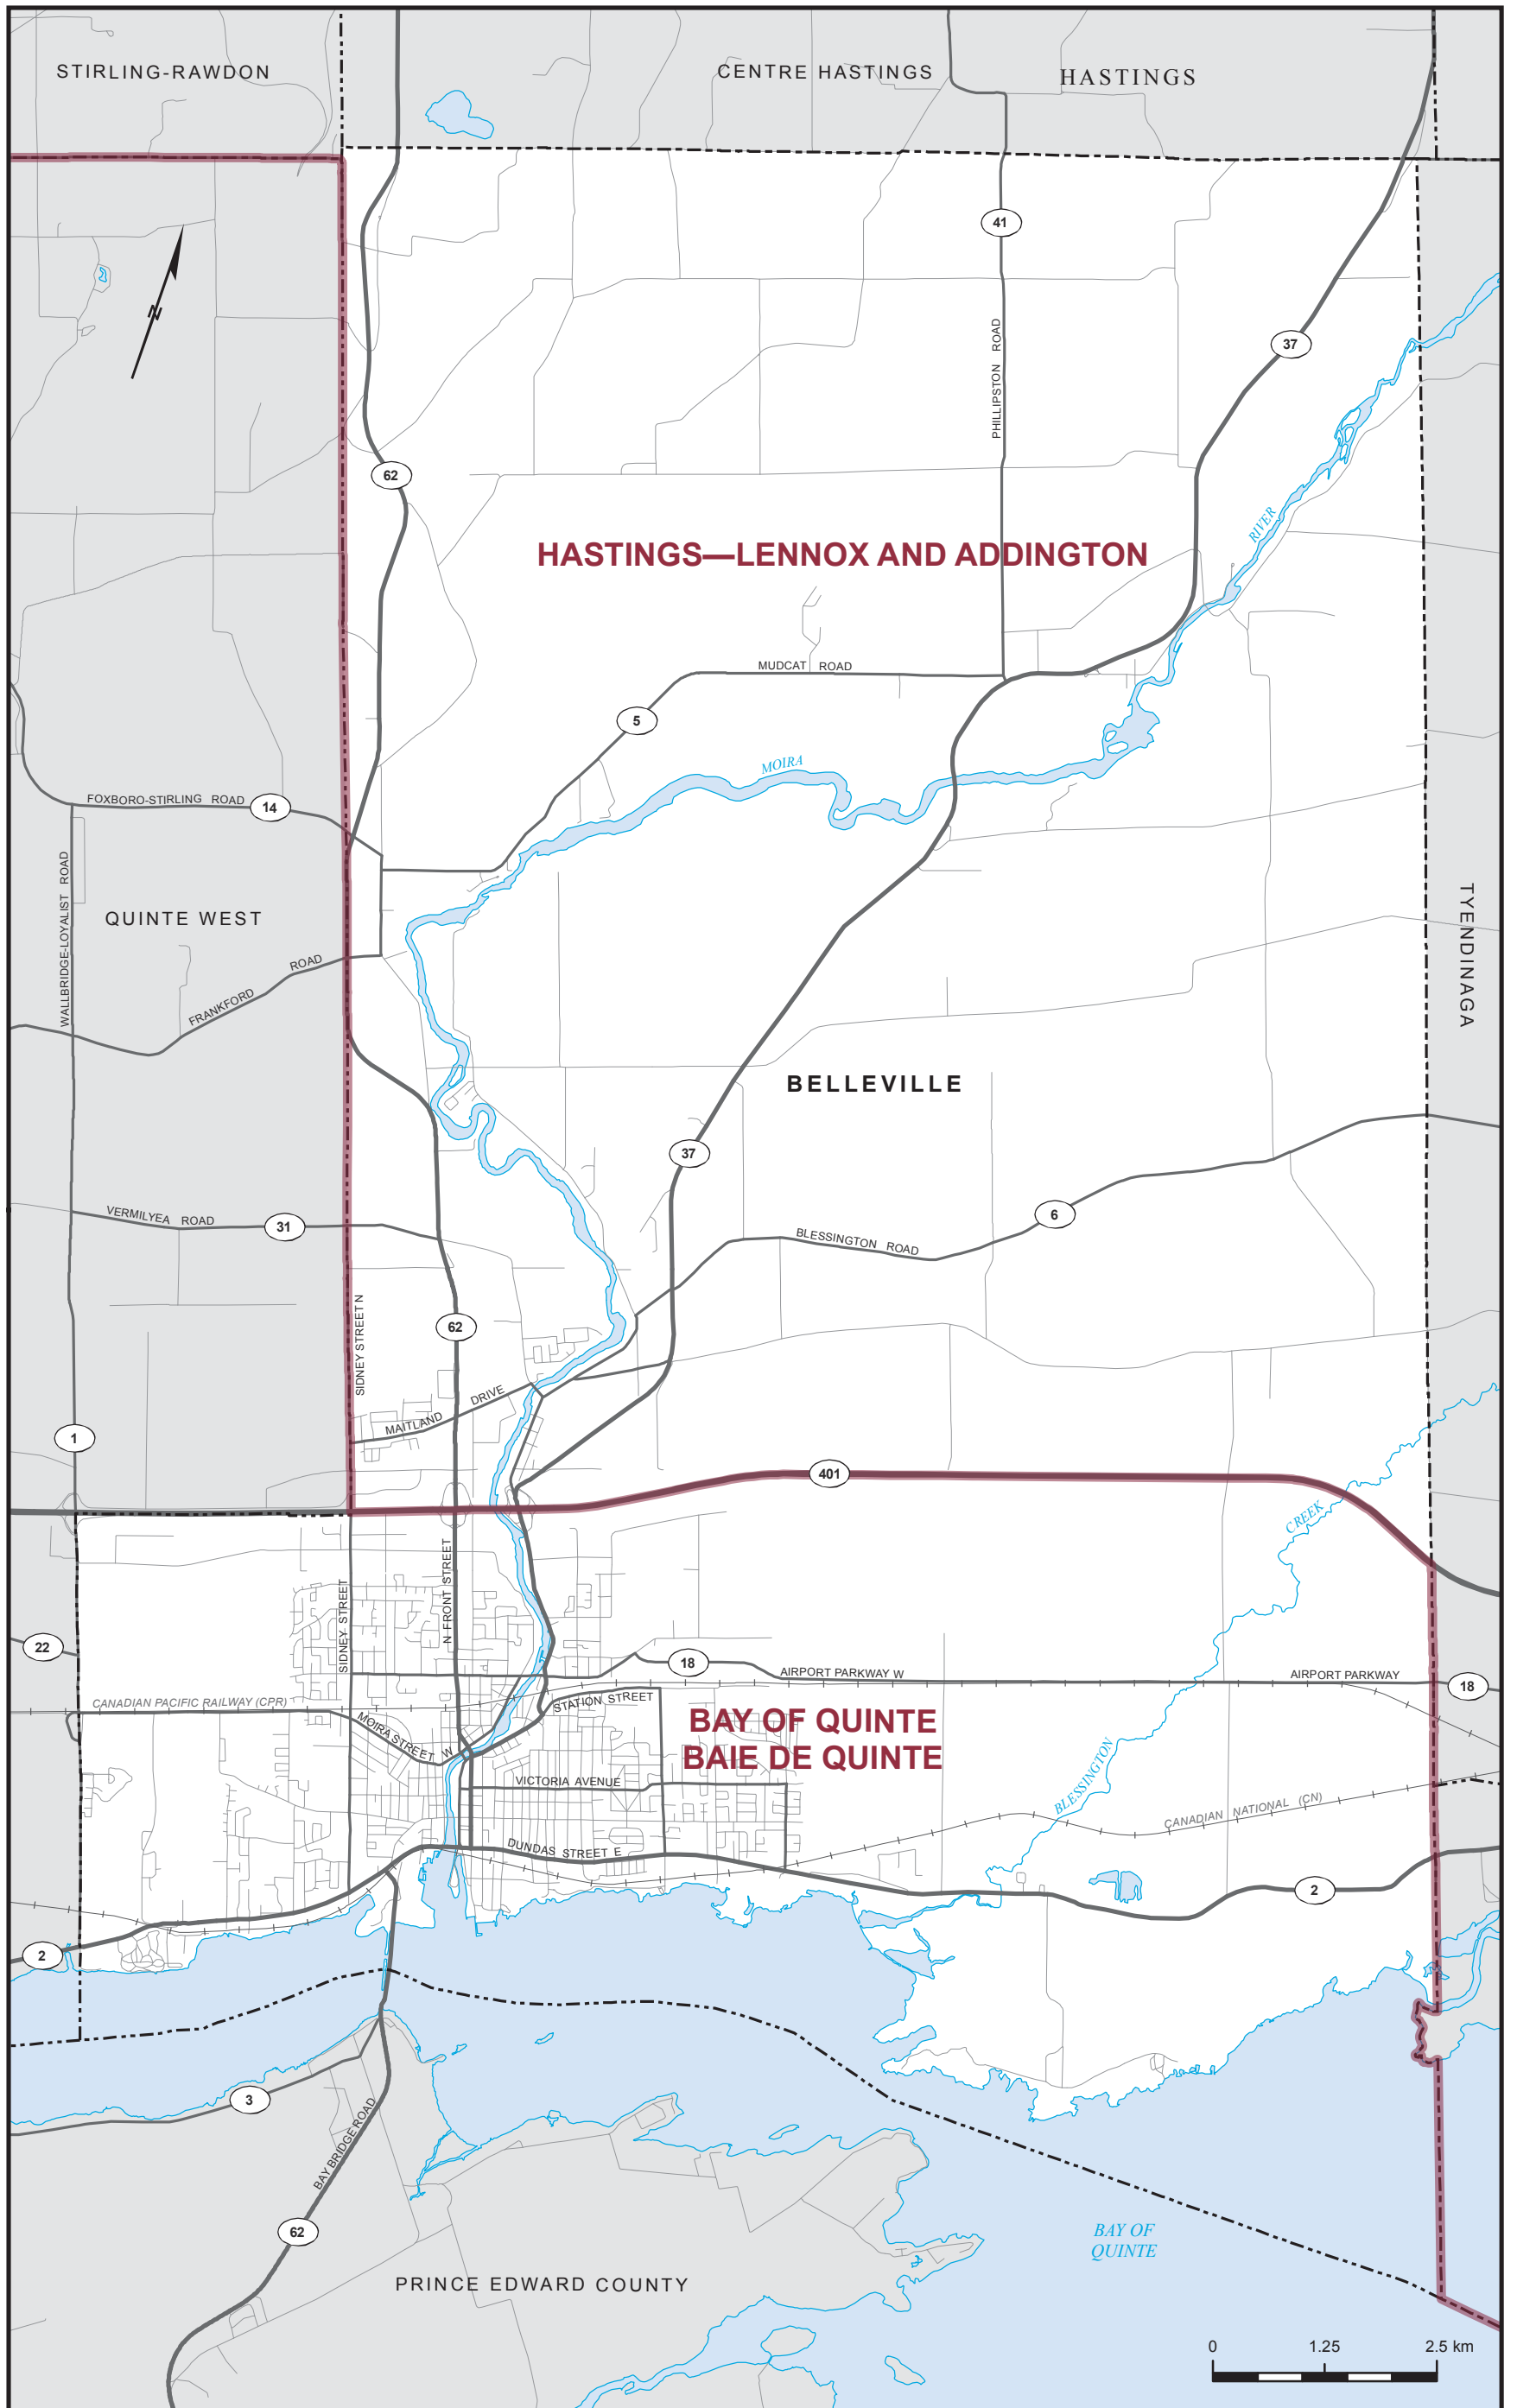 STIRLING-RAWDON
CENTRE HASTINGS
HASTINGS
41
N
PHILLIPSTON ROAD
37
62
RIVER
HASTINGS—LENNOX AND ADDINGTON
MUDCAT ROAD
5
MOIRA
FOXBORO-STIRLING ROAD
14
WALLBRIDGE-LOYALIST ROAD
QUINTE WEST
TYENDINAGA
FRANKFORD ROAD
BELLEVILLE
37
6
VERMILYEA ROAD
31
BLESSINGTON ROAD
SIDNEY STREET N
62
MAITLAND DRIVE
1
401
CREEK
N FRONT STREET
SIDNEY STREET
22
18
AIRPORT PARKWAY W
AIRPORT PARKWAY
18
CANADIAN PACIFIC RAILWAY (CPR)
STATION STREET
MOIRA STREET W
BAY OF QUINTE
BAIE DE QUINTE
VICTORIA AVENUE
BLESSINGTON
CANADIAN NATIONAL (CN)
DUNDAS STREET E
2
2
3
BAY BRIDGE ROAD
62
BAY OF
QUINTE
PRINCE EDWARD COUNTY
0 1.25 2.5 km